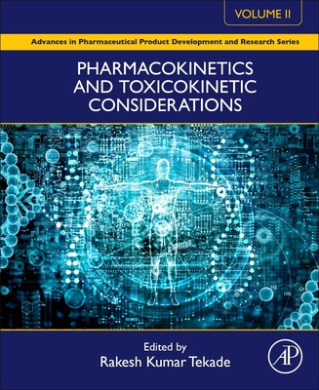 VOLUME II
Advances in Pharmaceutical Product Development and Research Series
PHARMACOKINETICS
AND TOXICOKINETIC
CONSIDERATIONS
Edited by
Rakesh Kumar Tekade
AP